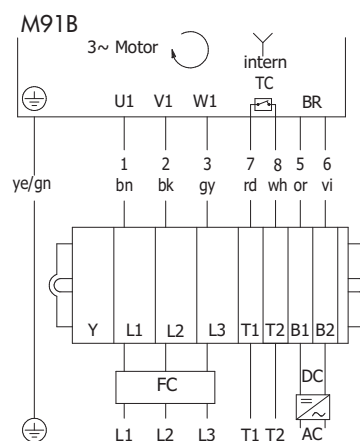 M91B
3~ Motor
intern
TC
U1 V1 W1 BR
1 2 3 7 8 5 6
ye/gn bn bk gy rd wh or vi
Y L1 L2 L3 T1 T2 B1 B2
FC DC
L1 L2 L3 T1 T2 AC